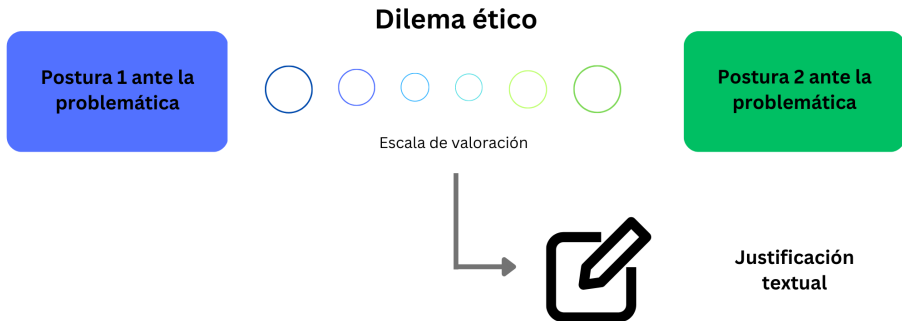 Dilema ético
Postura 1 ante la
problemática
Postura 2 ante la
problemática
Escala de valoración
Justificación
textual